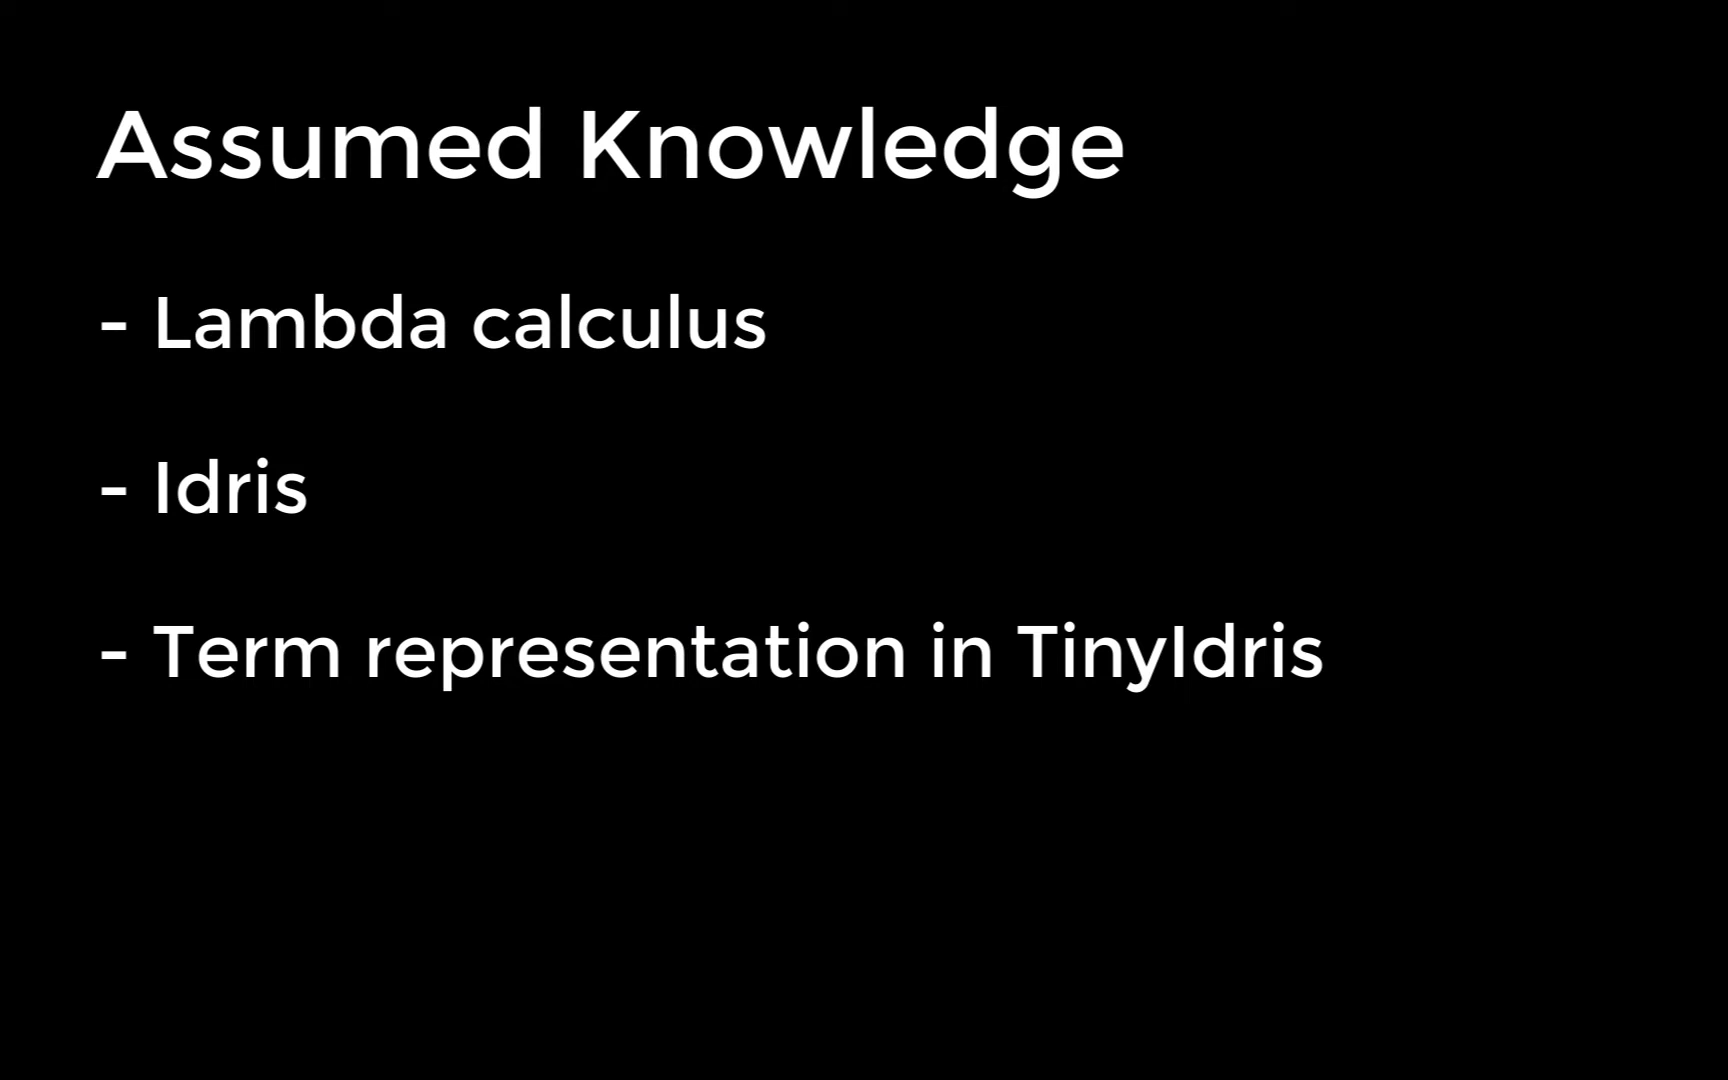 Assumed Knowledge
- Lambda calculus
- Idris
- Term representation in TinyIdris